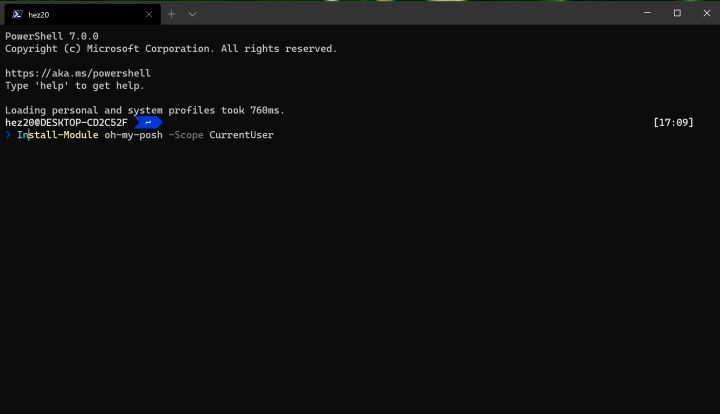 hez20
PowerShell 7.0.0
Copyright (c) Microsoft Corporation. All rights reserved.
https://aka.ms/powershell
Type 'help' to get help.
Loading personal and system profiles took 760ms.
hez20@DESKTOP-CD2C52F ~ [17:09]
❯ Install-Module oh-my-posh -Scope CurrentUser